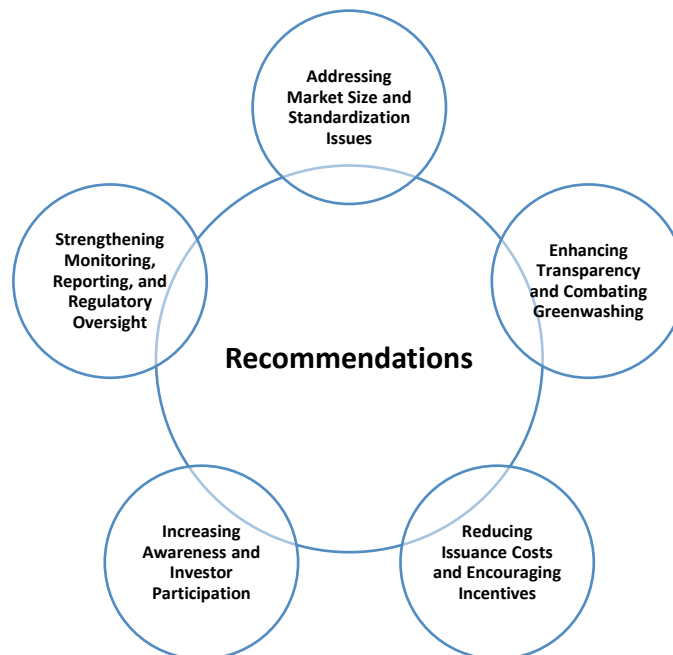 Addressing
Market Size and
Standardization
Issues
Enhancing
Transparency
and Combating
Greenwashing
Reducing
Issuance Costs
and Encouraging
Incentives
Increasing
Awareness and
Investor
Participation
Strengthening
Monitoring,
Reporting, and
Regulatory
Oversight
Recommendations